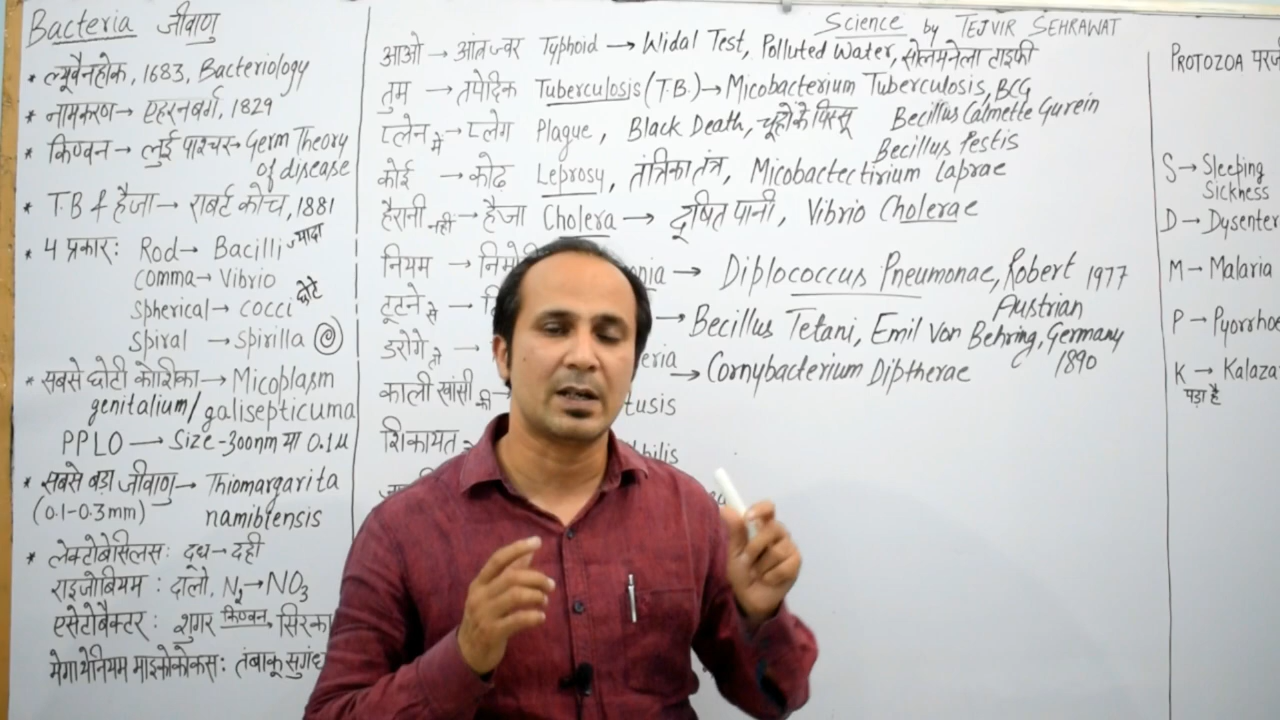 Bacteria जीवाणु
* ल्यूवैनहोक, 1683, Bacteriology
* नामकरण → एहरनबर्ग, 1829
* किण्वन → लुई पाश्चर → Germ Theory
of disease
* T.B & हैजा → राबर्ट कोच, 1881
* 4 प्रकार: Rod → Bacilli ज्यादा
comma → Vibrio
Spherical → cocci छोटे
Spiral → Spirilla
* सबसे छोटी कोशिका → Micoplasm
genitalium/galisepticuma
PPLO → Size-300nm या 0.1μ
* सबसे बड़ा जीवाणु → Thiomargarita
(0.1-0.3mm) namibiensis
* लेक्टोबेसिलस: दूध → दही
राइजोबियम: दालो, N₂ → NO₃
एसेटोबैक्टर: शुगर किण्वन → सिरका
तंबाकू सुगंध
Science by TEJVIR SEHRAWAT
आओ → आंतज्वर Typhoid → Widal Test, Polluted Water, सोलमनेला टाइफी
तुम → तपेदिक Tuberculosis (T.B.) → Micobacterium Tuberculosis, BCG
Becillus Calmette Gurein
प्लेन में → प्लेग Plague, Black Death, चूहों के पिस्सू
Becillus Pestis
कोई → कोढ Leprosy, तंत्रिका तंत्र, Micobactectirium Laprae
हैरानी नहीं → हैजा Cholera → दूषित पानी, Vibrio Cholerae
नियम → → Diplococcus Pneumonae, Robert 1977
Austrian
टूटने से → → Becillus Tetani, Emil Von Behring, Germany
1890
डरोगे तो → eria → Cornybacterium Diptherae
काली खांसी की → tusis
शिकायत
PROTOZOA
S → Sleeping
Sickness
D → Dysenter
M → Malaria
P → Pyorrhoe
K → Kalaza
पड़ा है